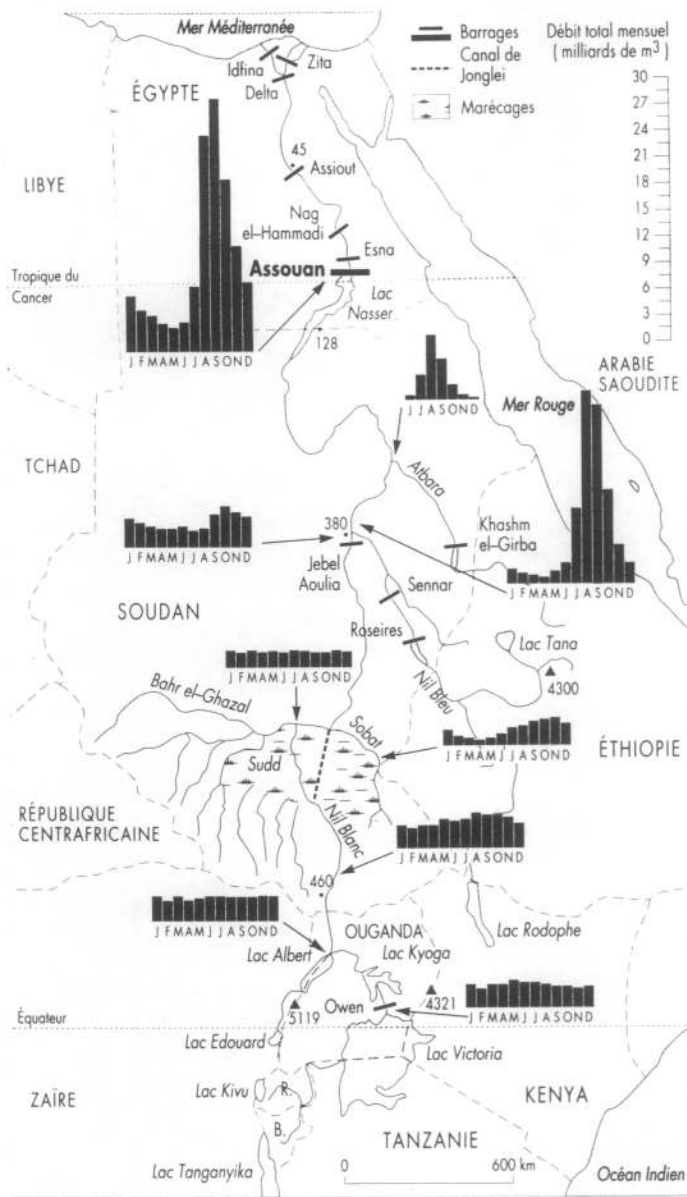 Mer Méditerranée
Idfina
Zita
Delta
Barrages
Canal de
Jonglei
Marécages
Débit total mensuel
( milliards de m³ )
30
27
24
21
18
15
12
9
6
3
0
ÉGYPTE
LIBYE
45
Assiout
Nag
el-Hammadi
Esna
Assouan
Tropique du
Cancer
Lac
Nasser
128
J F M A M J J A S O N D
J J A S O N D
ARABIE
SAOUDITE
Mer Rouge
TCHAD
Atbara
380
Khashm
el-Girba
Jebel
Aoulia
J F M A M J J A S O N D
J F M A M J J A S O N D
Sennar
SOUDAN
Roseires
Lac Tana
4300
Nil Bleu
J F M A M J J A S O N D
Bahr el-Ghazal
Sobat
Sudd
J F M A M J J A S O N D
ÉTHIOPIE
RÉPUBLIQUE
CENTRAFRICAINE
Nil Blanc
J F M A M J J A S O N D
460
J F M A M J J A S O N D
OUGANDA
Lac Albert
Lac Kyoga
Lac Rodophe
5119
Owen
4321
J F M A M J J A S O N D
Équateur
Lac Edouard
Lac Victoria
ZAÏRE
Lac Kivu
R.
B.
KENYA
TANZANIE
Lac Tanganyika
0
600 km
Océan Indien